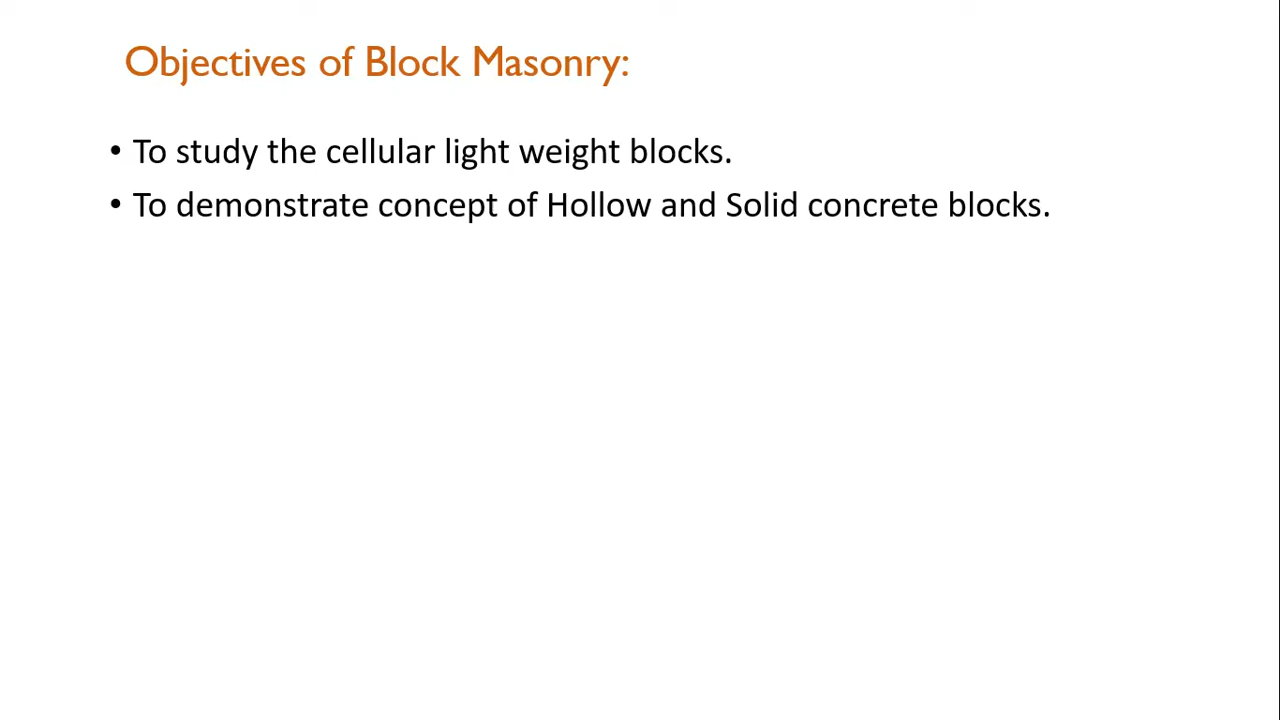 Objectives of Block Masonry:
• To study the cellular light weight blocks.
• To demonstrate concept of Hollow and Solid concrete blocks.